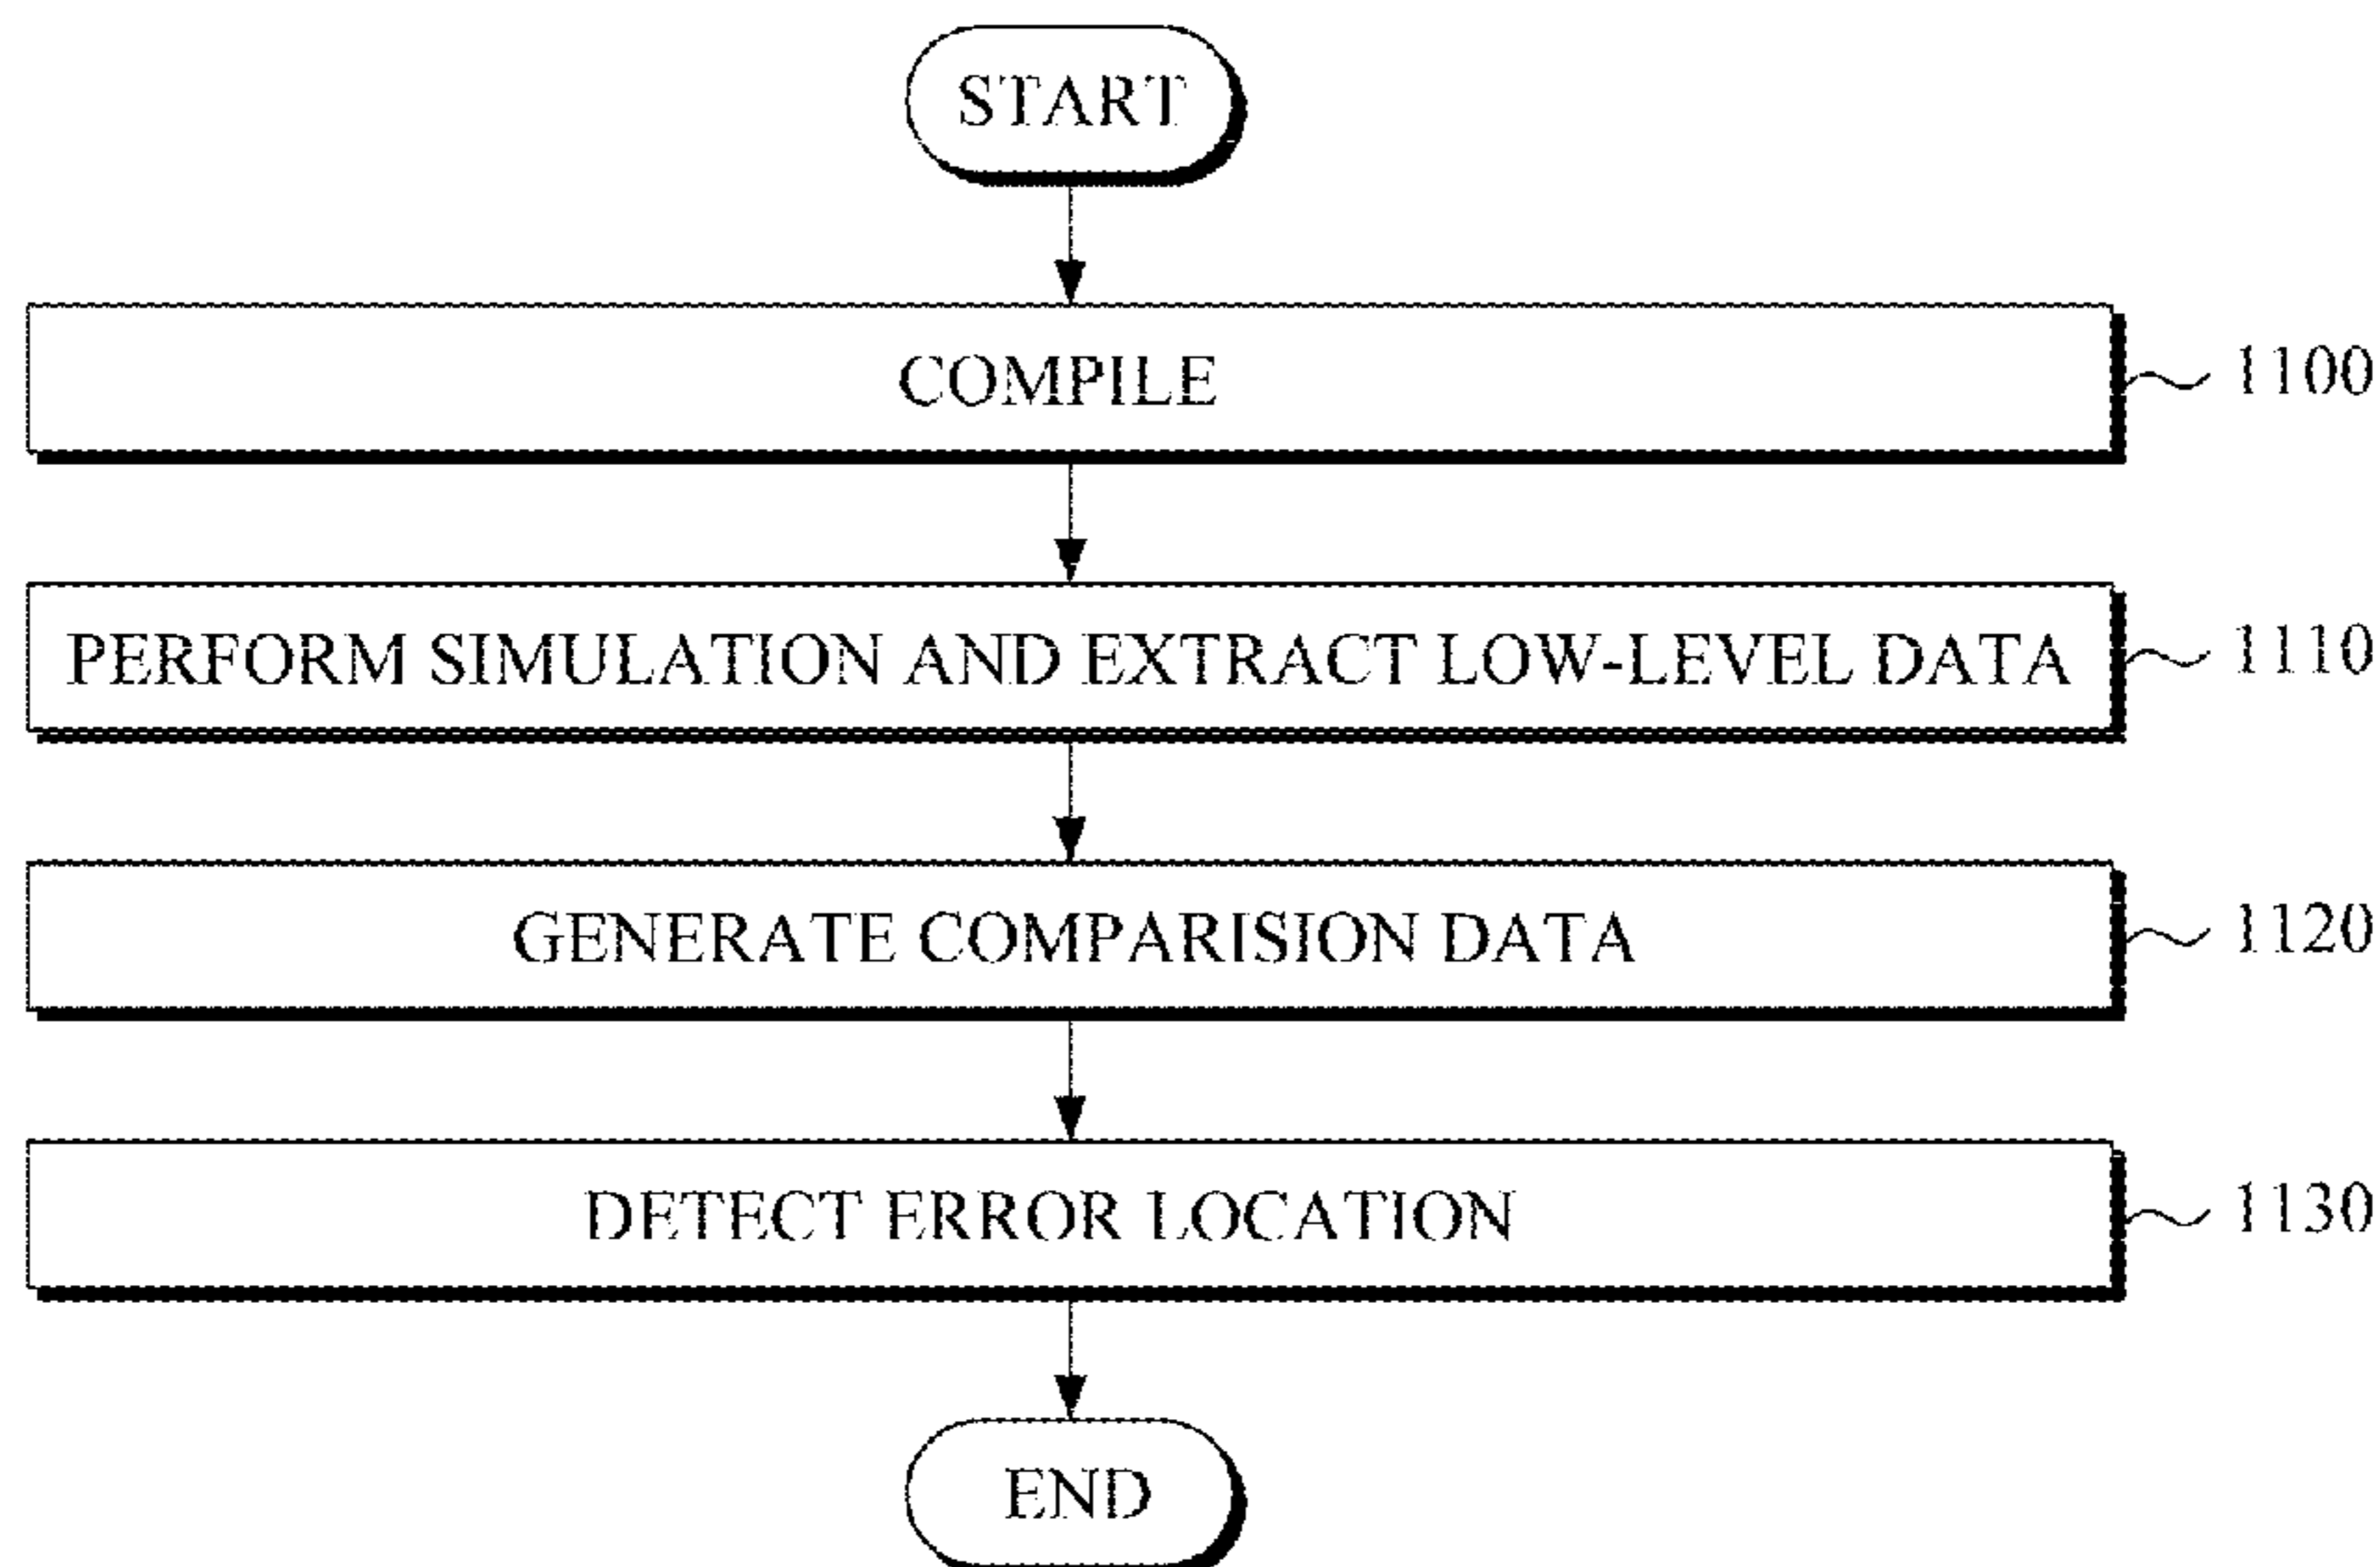 START
COMPILE
1100
PERFORM SIMULATION AND EXTRACT LOW-LEVEL DATA
1110
GENERATE COMPARISION DATA
1120
DETECT ERROR LOCATION
1130
END